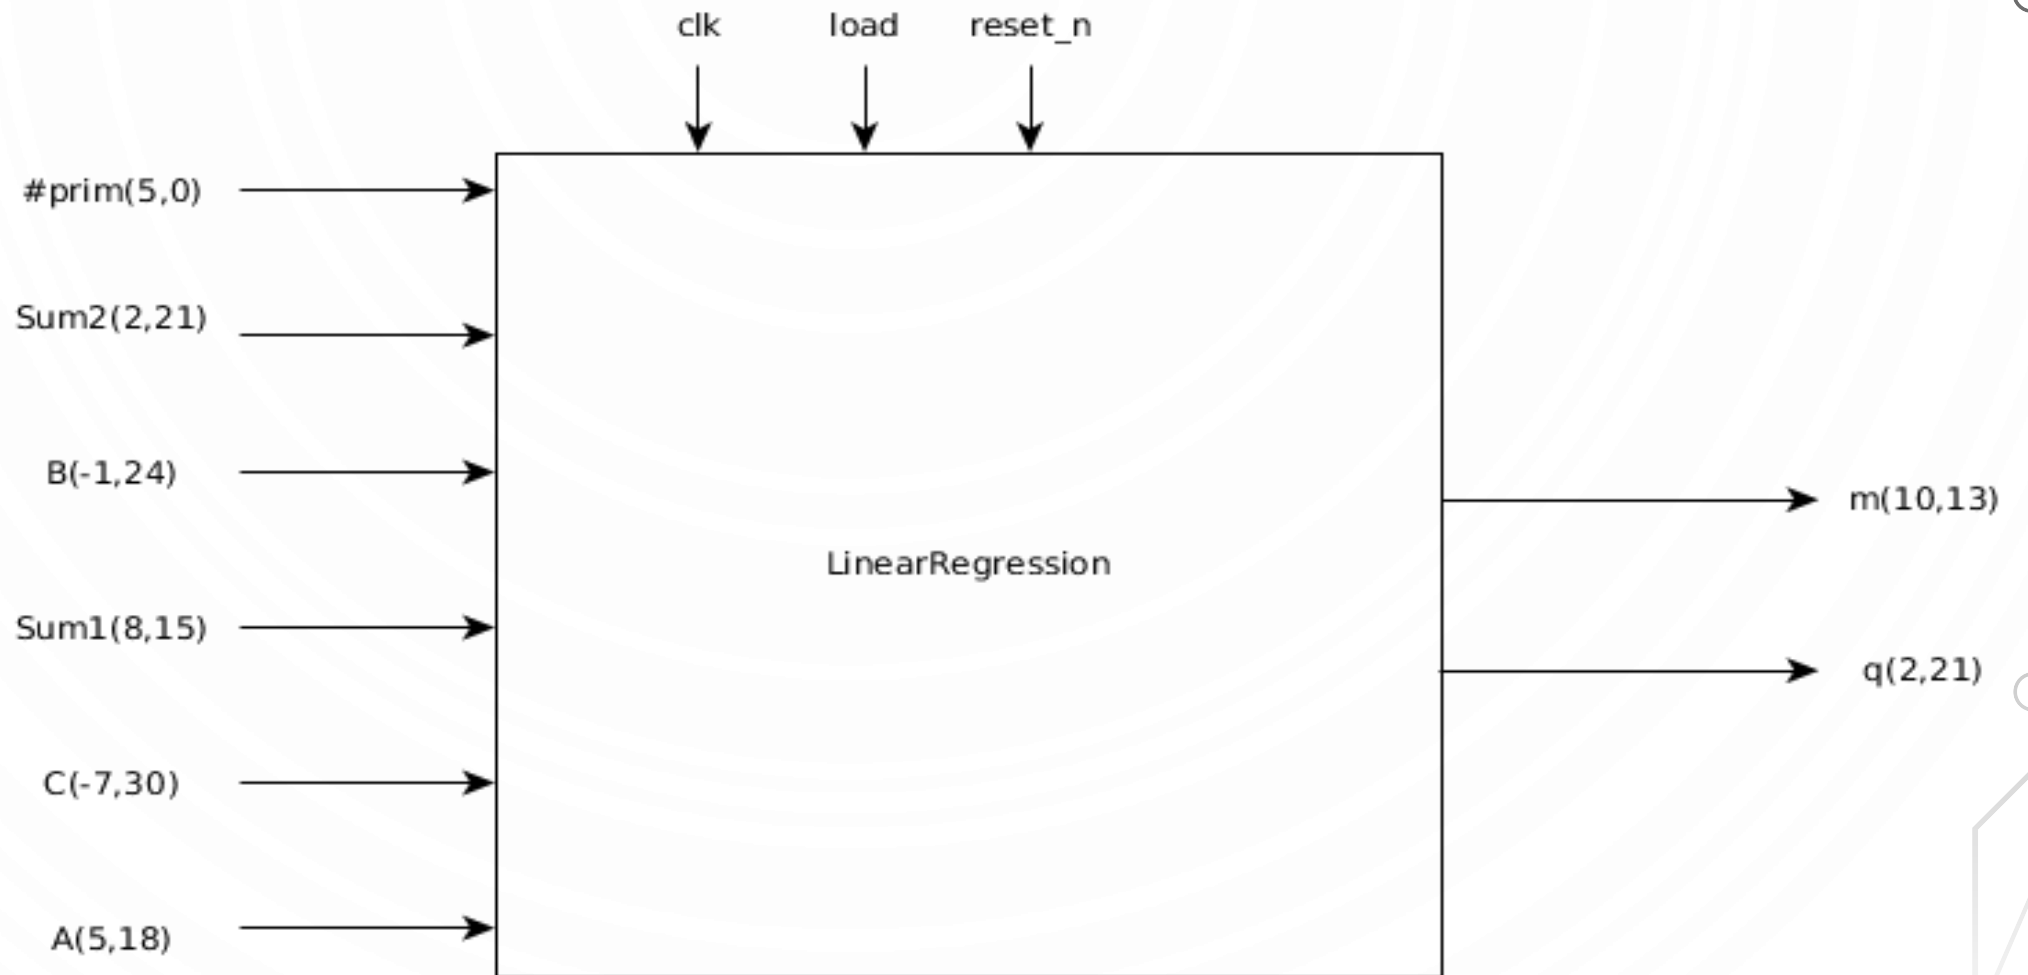 clk load reset_n
#prim(5,0)
Sum2(2,21)
B(-1,24)
m(10,13)
LinearRegression
Sum1(8,15)
q(2,21)
C(-7,30)
A(5,18)